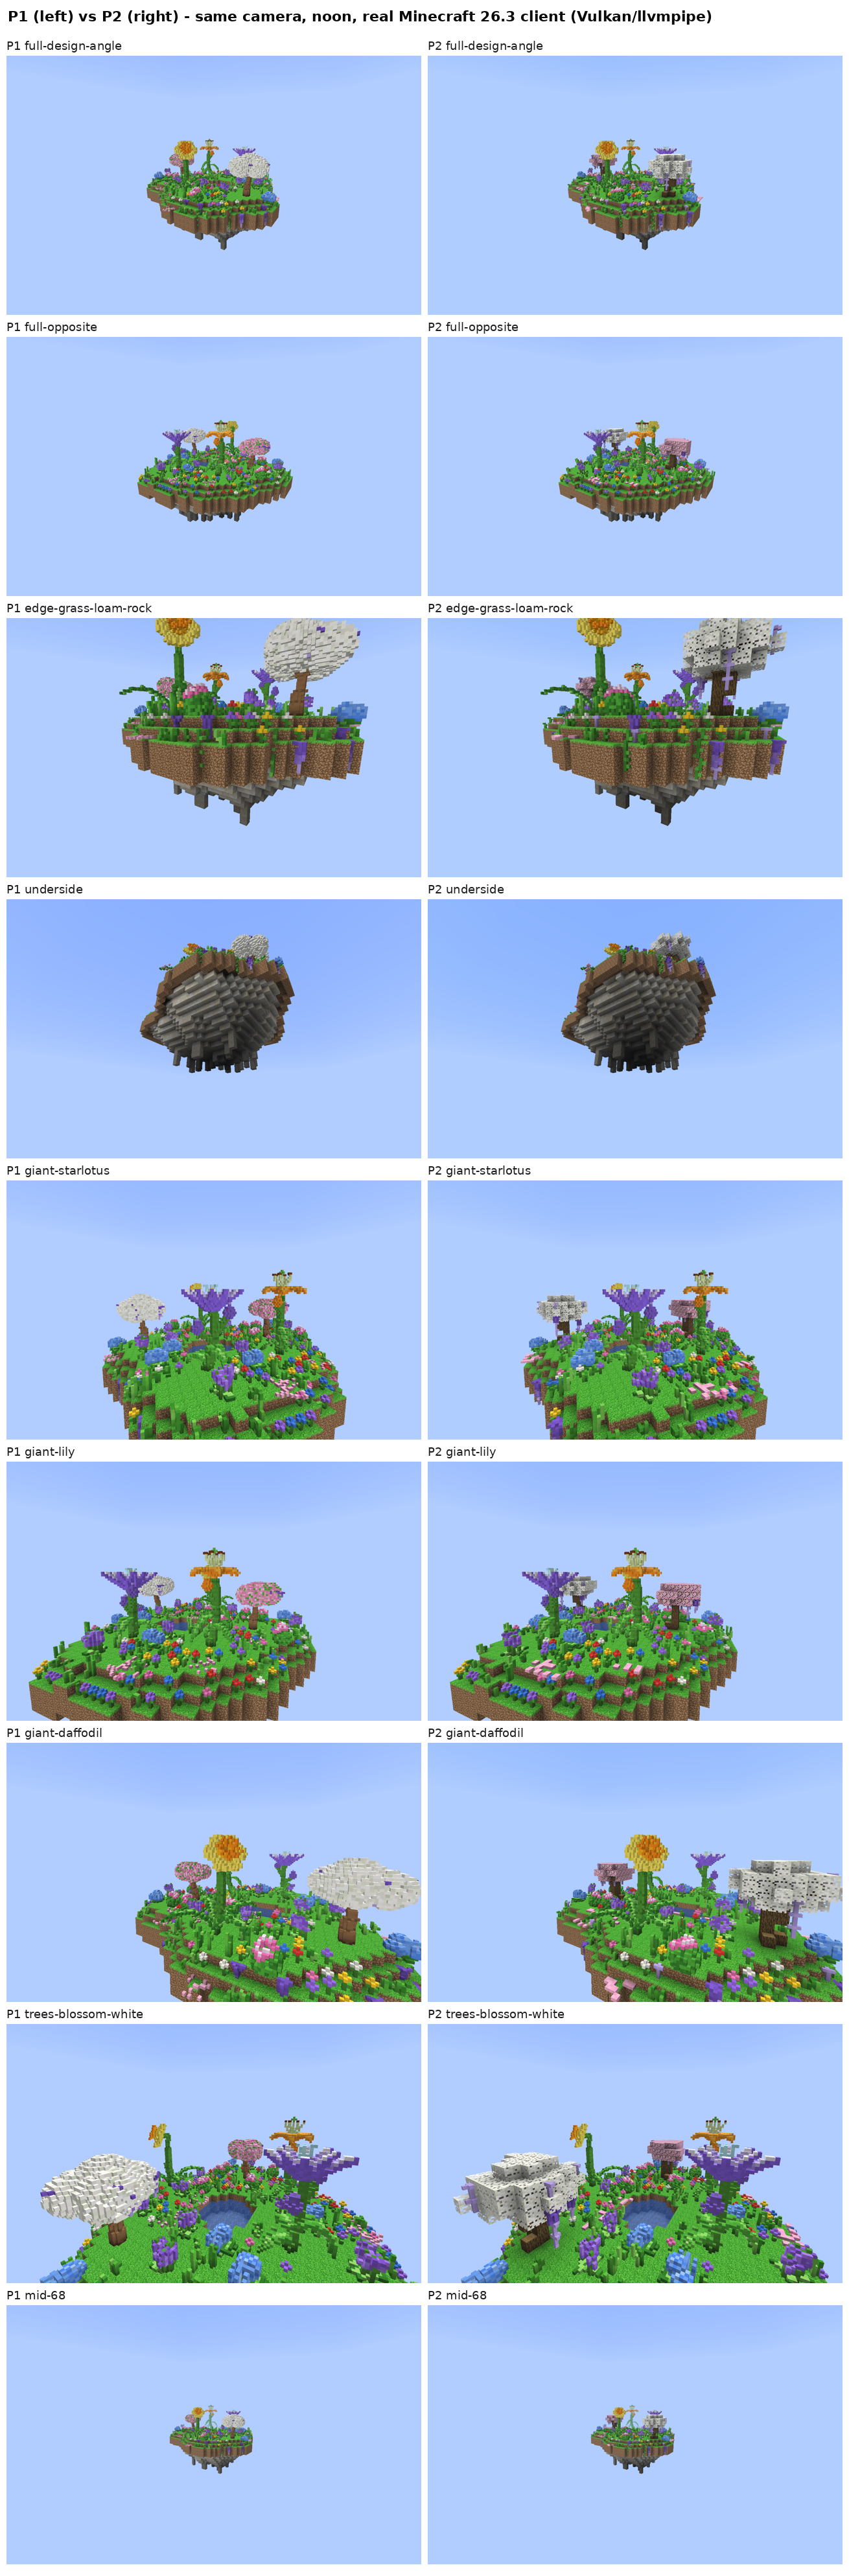 P1 (left) vs P2 (right) - same camera, noon, real Minecraft 26.3 client (Vulkan/llvmpipe)
P1 full-design-angle
P2 full-design-angle
P1 full-opposite
P2 full-opposite
P1 edge-grass-loam-rock
P2 edge-grass-loam-rock
P1 underside
P2 underside
P1 giant-starlotus
P2 giant-starlotus
P1 giant-lily
P2 giant-lily
P1 giant-daffodil
P2 giant-daffodil
P1 trees-blossom-white
P2 trees-blossom-white
P1 mid-68
P2 mid-68